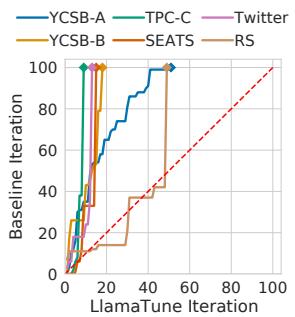 YCSB-A TPC-C Twitter
YCSB-B SEATS RS
100
80
60
40
20
0
Baseline Iteration
0 20 40 60 80 100
LlamaTune Iteration